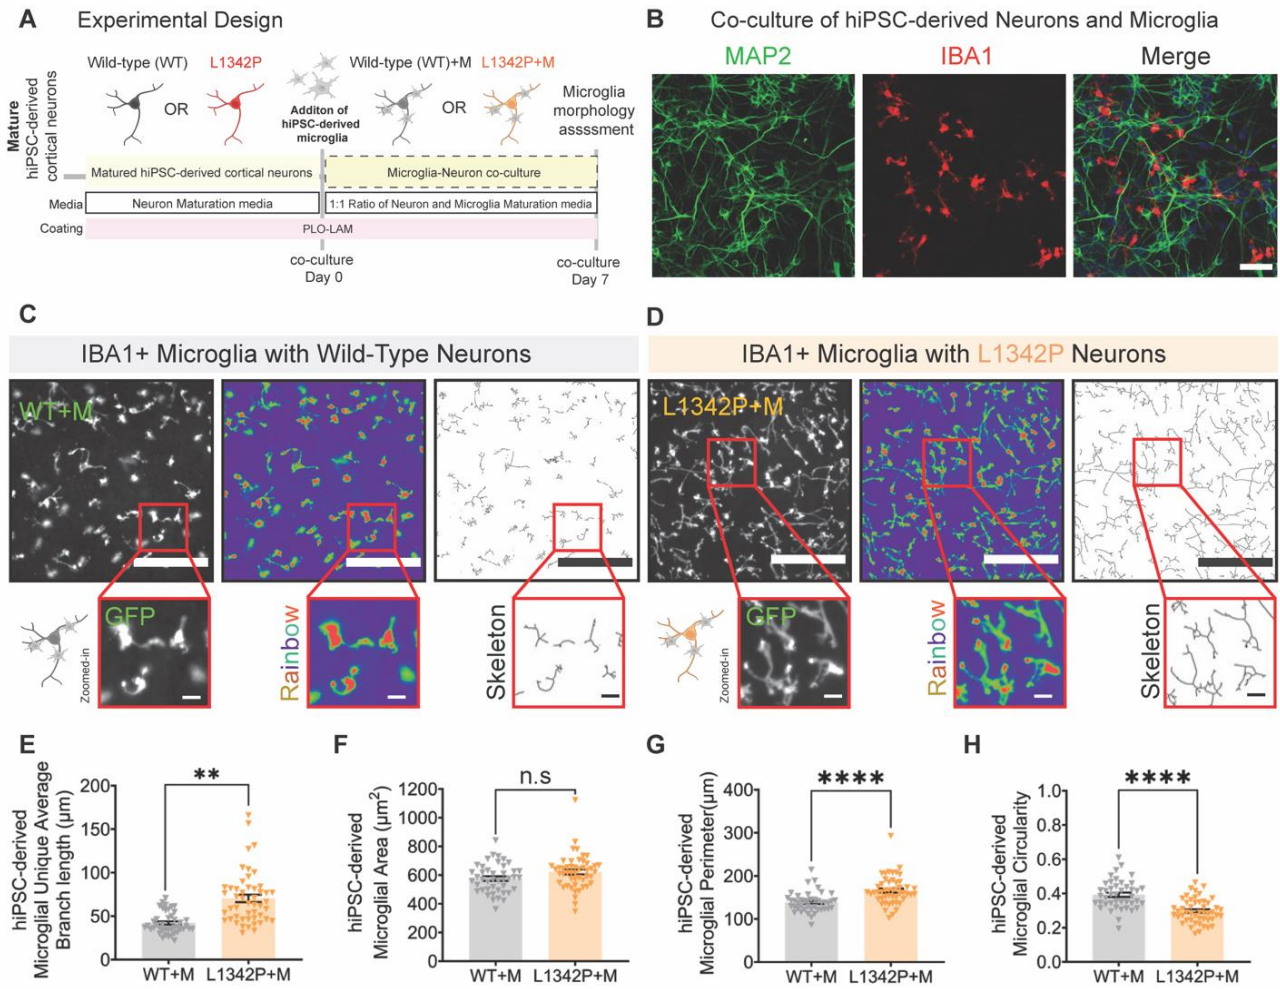 A Experimental Design
Wild-type (WT) L1342P Wild-type (WT)+M L1342P+M
OR OR
Mature
hiPSC-derived
cortical neurons
Additon of
hiPSC-derived
microglia
Microglia
morphology
asssssment
Matured hiPSC-derived cortical neurons Microglia-Neuron co-culture
Media Neuron Maturation media 1:1 Ratio of Neuron and Microglia Maturation media
Coating PLO-LAM
co-culture
Day 0
co-culture
Day 7
B Co-culture of hiPSC-derived Neurons and Microglia
MAP2 IBA1 Merge
C
IBA1+ Microglia with Wild-Type Neurons
WT+M
Zoomed-in
GFP
Rainbow
Skeleton
D
IBA1+ Microglia with L1342P Neurons
L1342P+M
Zoomed-in
GFP
Rainbow
Skeleton
E
hiPSC-derived
Microglial Unique Average
Branch length (µm)
200
150
100
50
0
**
WT+M L1342P+M
F
hiPSC-derived
Microglial Area (µm²)
1200
1000
800
600
400
200
0
n.s
WT+M L1342P+M
G
hiPSC-derived
Microglial Perimeter(µm)
400
300
200
100
0
****
WT+M L1342P+M
H
hiPSC-derived
Microglial Circularity
1.0
0.8
0.6
0.4
0.2
0.0
****
WT+M L1342P+M